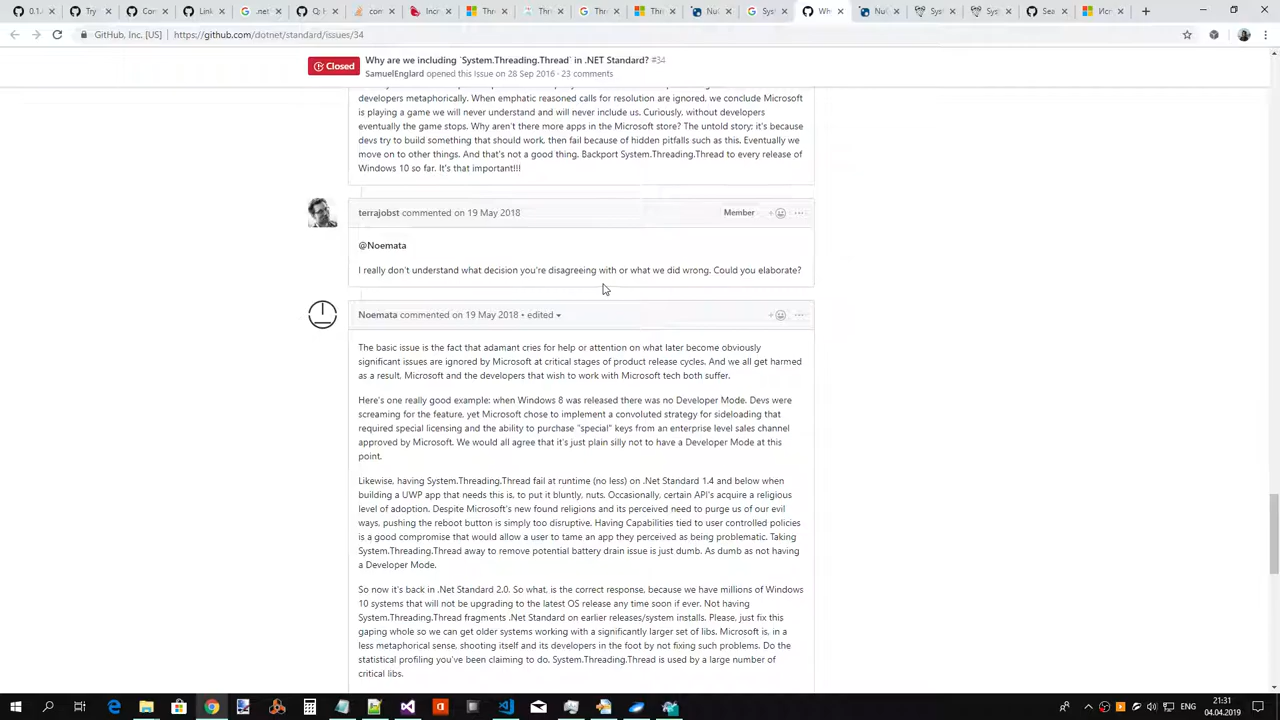 0.1.
Try
Com
Link
.net
Qt
con
Inc
Thre
Thre
Thre
Thre
Nu
Syst
Wh
Nu
Sys
Sys
Sea
Micr
GitHub, Inc. [US] | https://github.com/dotnet/standard/issues/34
Closed
Why are we including `System.Threading.Thread` in .NET Standard? #34
SamuelEnglard opened this issue on 28 Sep 2016 · 23 comments
developers metaphorically. When emphatic reasoned calls for resolution are ignored, we conclude Microsoft
is playing a game we will never understand and will never include us. Curiously, without developers
eventually the game stops. Why aren't there more apps in the Microsoft store? The untold story; it's because
devs try to build something that should work, then fail because of hidden pitfalls such as this. Eventually we
move on to other things. And that's not a good thing. Backport System.Threading.Thread to every release of
Windows 10 so far. It's that important!!!
terrajobst commented on 19 May 2018
Member
@Noemata
I really don't understand what decision you're disagreeing with or what we did wrong. Could you elaborate?
Noemata commented on 19 May 2018 • edited
The basic issue is the fact that adamant cries for help or attention on what later become obviously
significant issues are ignored by Microsoft at critical stages of product release cycles. And we all get harmed
as a result. Microsoft and the developers that wish to work with Microsoft tech both suffer.
Here's one really good example: when Windows 8 was released there was no Developer Mode. Devs were
screaming for the feature, yet Microsoft chose to implement a convoluted strategy for sideloading that
required special licensing and the ability to purchase "special" keys from an enterprise level sales channel
approved by Microsoft. We would all agree that it's just plain silly not to have a Developer Mode at this
point.
Likewise, having System.Threading.Thread fail at runtime (no less) on .Net Standard 1.4 and below when
building a UWP app that needs this is, to put it bluntly, nuts. Occasionally, certain API's acquire a religious
level of adoption. Despite Microsoft's new found religions and its perceived need to purge us of our evil
ways, pushing the reboot button is simply too disruptive. Having Capabilities tied to user controlled policies
is a good compromise that would allow a user to tame an app they perceived as being problematic. Taking
System.Threading.Thread away to remove potential battery drain issue is just dumb. As dumb as not having
a Developer Mode.
So now it's back in .Net Standard 2.0. So what, is the correct response, because we have millions of Windows
10 systems that will not be upgrading to the latest OS release any time soon if ever. Not having
System.Threading.Thread fragments .Net Standard on earlier releases/system installs. Please, just fix this
gaping whole so we can get older systems working with a significantly larger set of libs. Microsoft is, in a
less metaphorical sense, shooting itself and its developers in the foot by not fixing such problems. Do the
statistical profiling you've been claiming to do, System.Threading.Thread is used by a large number of
critical libs.
ENG
21:31
04.04.2019